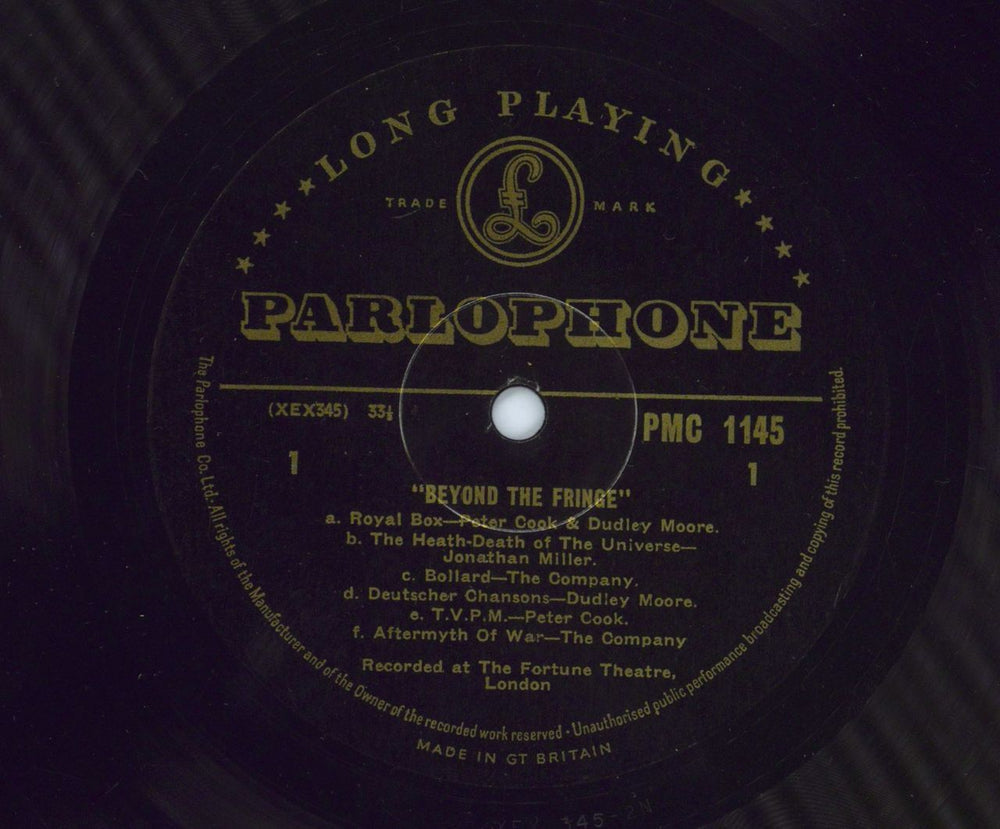 LONG PLAYING
TRADE £ MARK
PARLOPHONE
(XEX345) 33⅓ PMC 1145
1 1
"BEYOND THE FRINGE"
a. Royal Box—Peter Cook & Dudley Moore.
b. The Heath-Death of The Universe—
Jonathan Miller.
c. Bollard—The Company.
d. Deutscher Chansons—Dudley Moore.
e. T.V.P.M.—Peter Cook.
f. Aftermyth Of War—The Company
Recorded at The Fortune Theatre,
London
The Parlophone Co. Ltd.·All rights of the Manufacturer and of the Owner of the recorded work reserved·Unauthorised public performance broadcasting and copying of this record prohibited.
MADE IN GT BRITAIN
345-2N